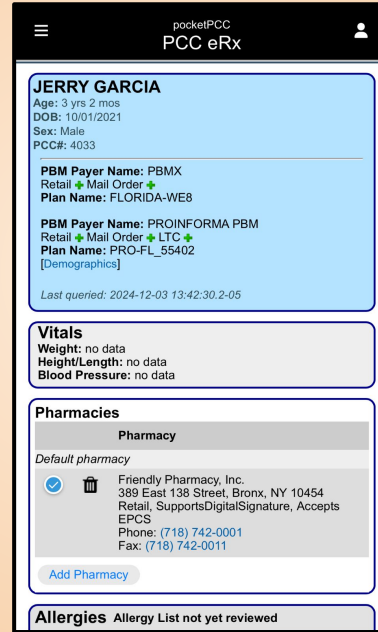 pocketPCC
PCC eRx
JERRY GARCIA
Age: 3 yrs 2 mos
DOB: 10/01/2021
Sex: Male
PCC#: 4033
PBM Payer Name: PBMX
Retail + Mail Order +
Plan Name: FLORIDA-WE8
PBM Payer Name: PROINFORMA PBM
Retail + Mail Order + LTC +
Plan Name: PRO-FL_55402
[Demographics]
Last queried: 2024-12-03 13:42:30.2-05
Vitals
Weight: no data
Height/Length: no data
Blood Pressure: no data
Pharmacies
Pharmacy
Default pharmacy
Friendly Pharmacy, Inc.
389 East 138 Street, Bronx, NY 10454
Retail, SupportsDigitalSignature, Accepts
EPCS
Phone: (718) 742-0001
Fax: (718) 742-0011
Add Pharmacy
Allergies Allergy List not yet reviewed